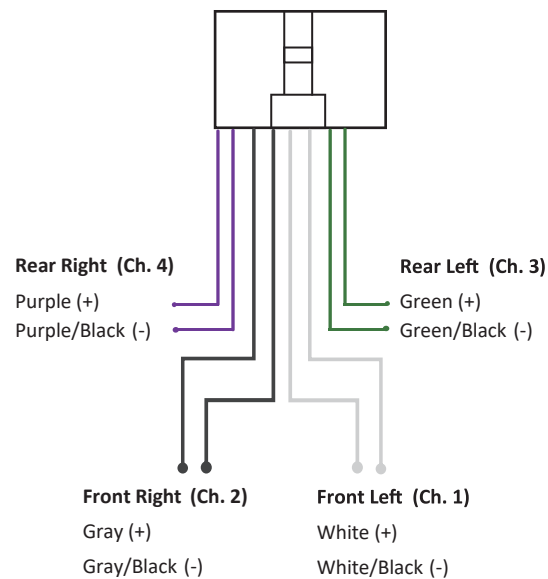 Rear Right (Ch. 4)
Purple (+)
Purple/Black (-)
Rear Left (Ch. 3)
Green (+)
Green/Black (-)
Front Right (Ch. 2)
Gray (+)
Gray/Black (-)
Front Left (Ch. 1)
White (+)
White/Black (-)